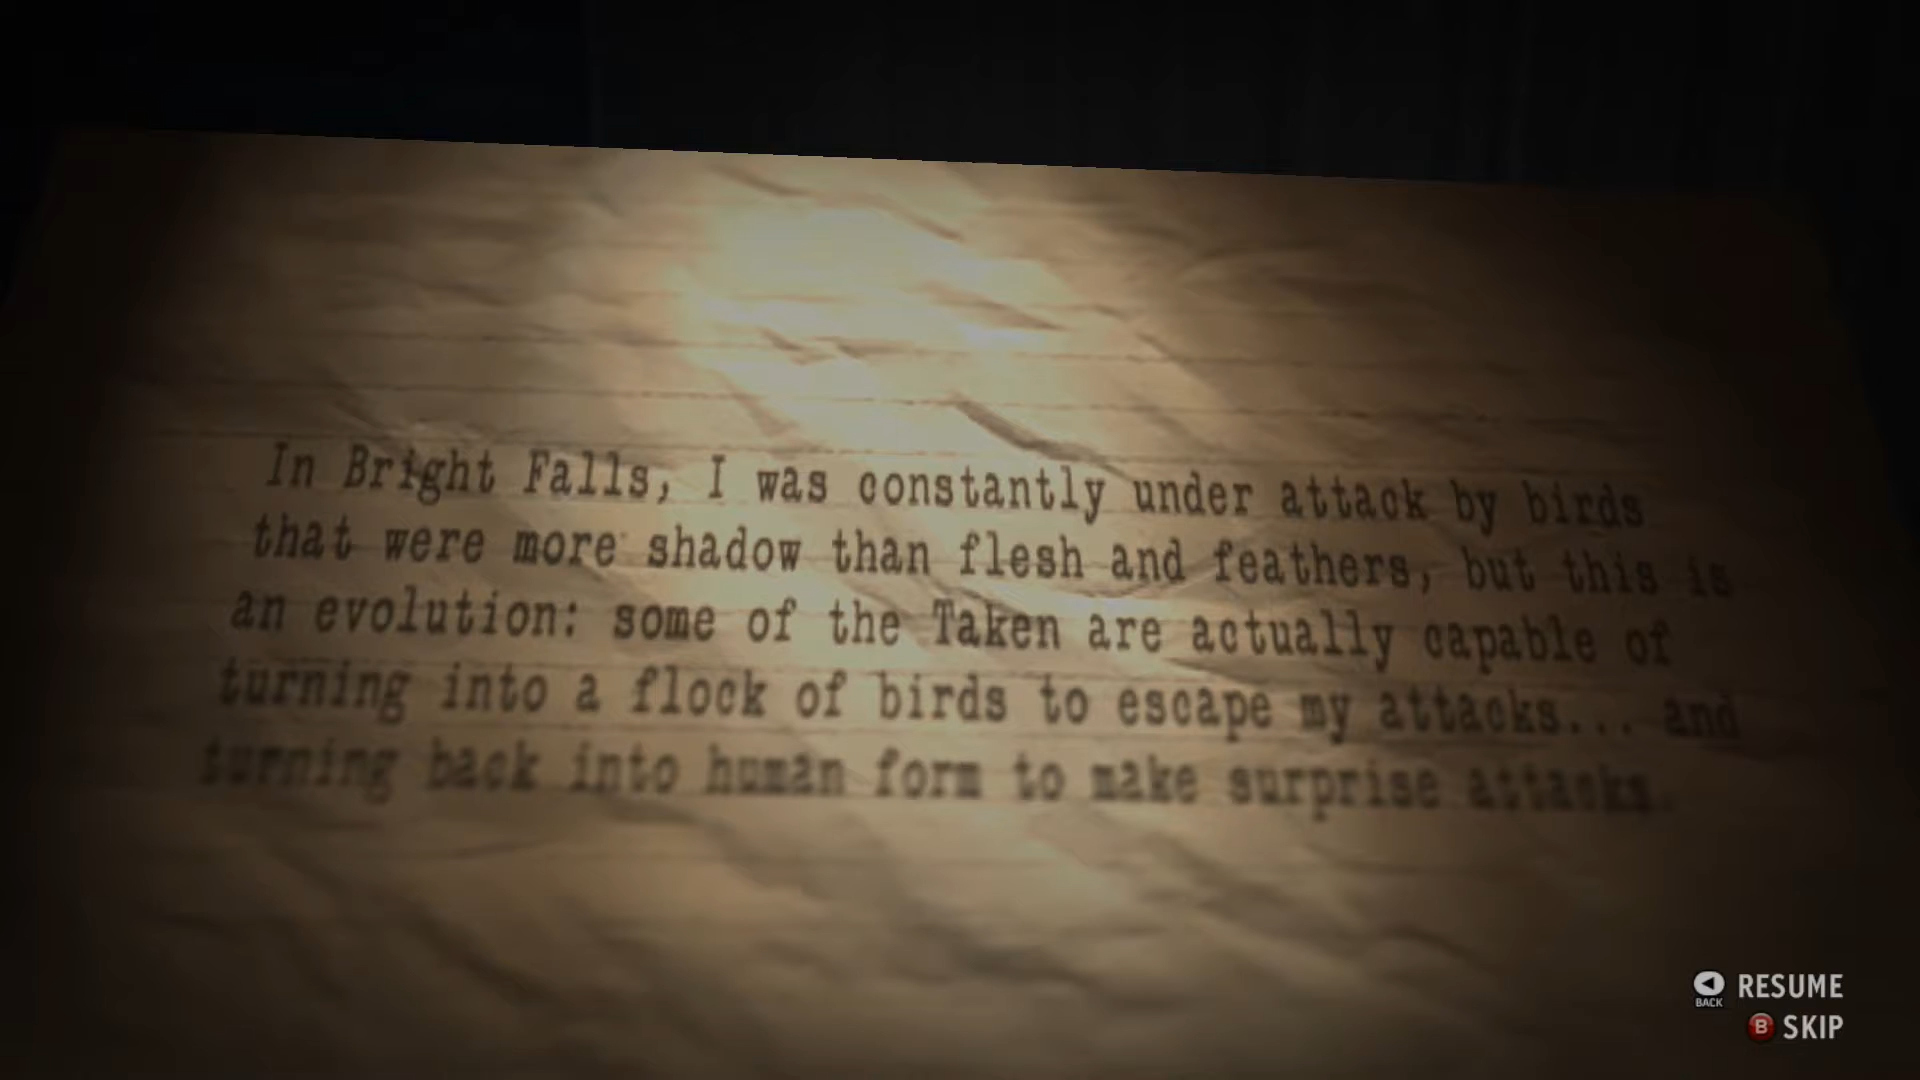 In Bright Falls, I was constantly under attack by birds
that were more shadow than flesh and feathers, but this is
an evolution: some of the Taken are actually capable of
turning into a flock of birds to escape my attacks... and
turning back into human form to make surprise attacks.
BACK RESUME
B SKIP